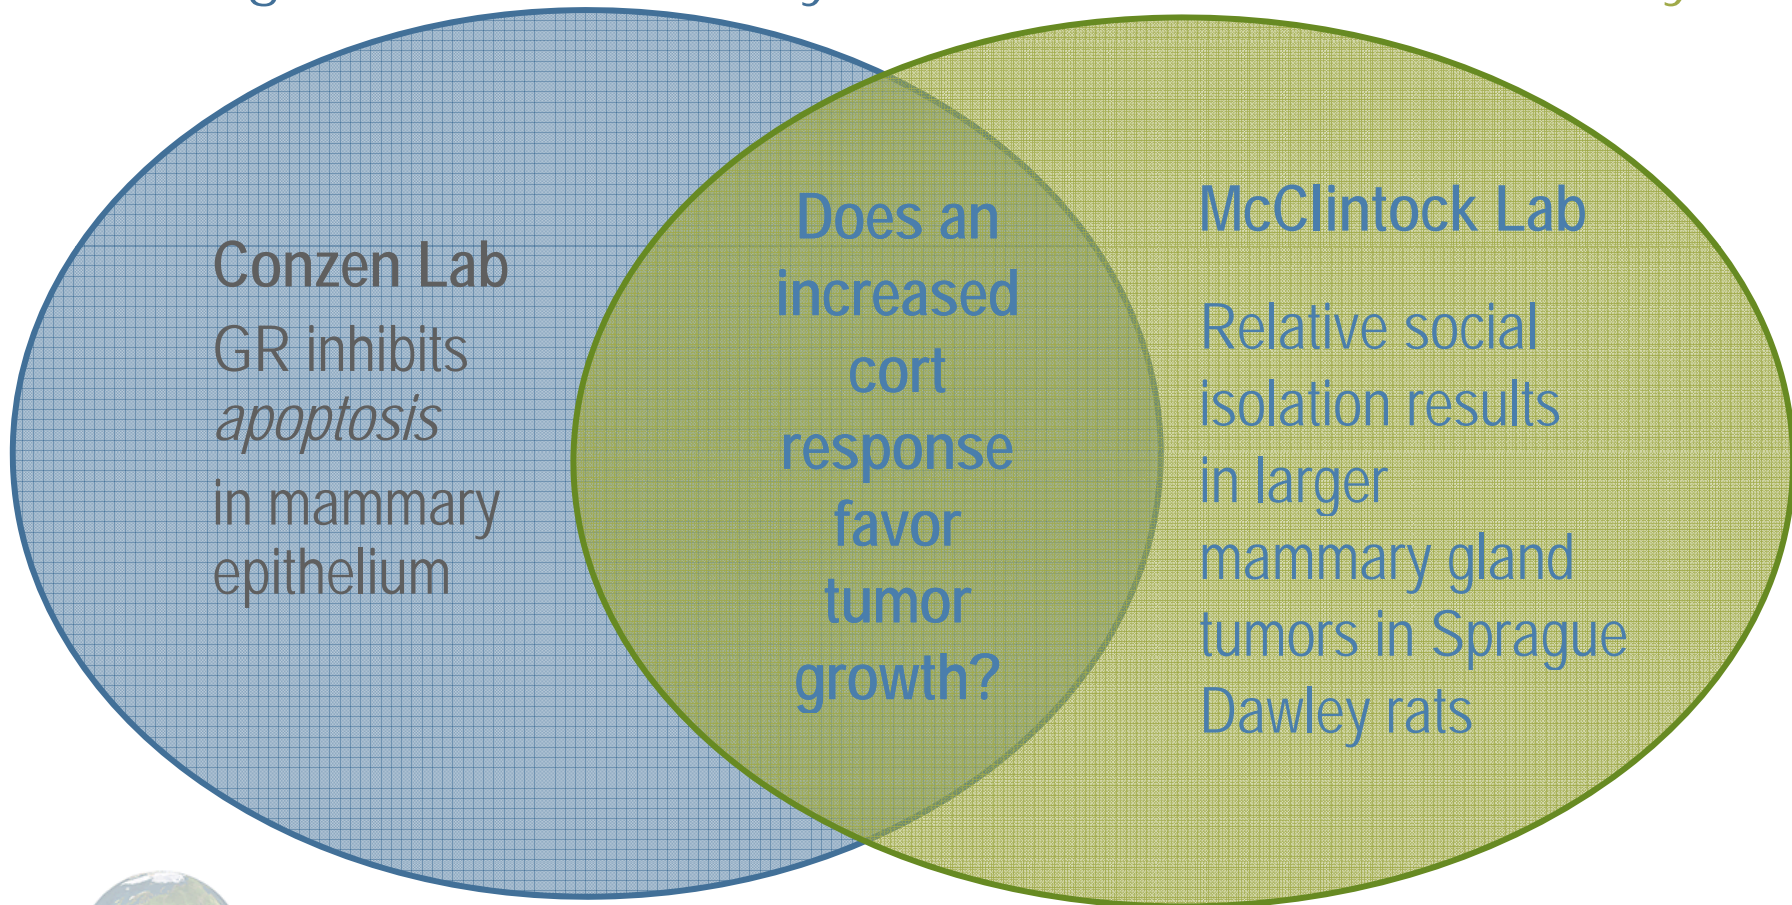 Conzen Lab
GR inhibits
apoptosis
in mammary
epithelium
Does an
increased
cort
response
favor
tumor
growth?
McClintock Lab
Relative social
isolation results
in larger
mammary gland
tumors in Sprague
Dawley rats